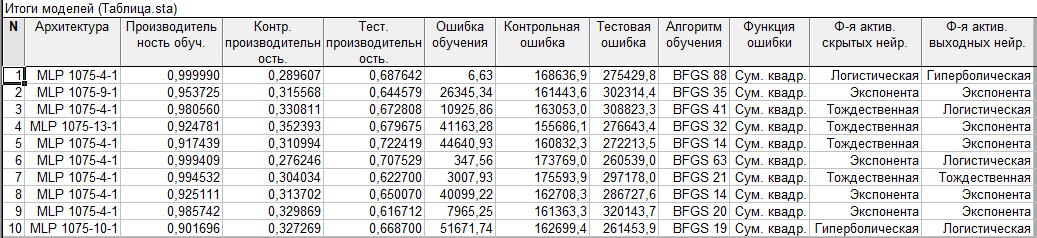 Итоги моделей (Таблица.sta)
N Архитектура Производитель Контр. Тест. Ошибка Контрольная Тестовая Алгоритм Функция Ф-я актив. Ф-я актив.
ность обуч. производительн производительн обучения ошибка ошибка обучения ошибки скрытых нейр. выходных нейр.
ость. ость.
1 MLP 1075-4-1 0,999990 0,289607 0,687642 6,63 168636,9 275429,8 BFGS 88 Сум. квадр. Логистическая Гиперболическая
2 MLP 1075-9-1 0,953725 0,315568 0,644579 26345,34 161443,6 302314,4 BFGS 35 Сум. квадр. Экспонента Экспонента
3 MLP 1075-4-1 0,980560 0,330811 0,672808 10925,86 163053,0 308823,3 BFGS 41 Сум. квадр. Тождественная Логистическая
4 MLP 1075-13-1 0,924781 0,352393 0,679675 41163,28 155686,1 276643,4 BFGS 32 Сум. квадр. Тождественная Экспонента
5 MLP 1075-4-1 0,917439 0,310994 0,722419 44640,93 160832,3 272213,5 BFGS 14 Сум. квадр. Тождественная Экспонента
6 MLP 1075-4-1 0,999409 0,276246 0,707529 347,56 173769,0 260539,0 BFGS 63 Сум. квадр. Экспонента Логистическая
7 MLP 1075-4-1 0,994532 0,304034 0,622700 3007,93 175593,9 297178,0 BFGS 21 Сум. квадр. Тождественная Тождественная
8 MLP 1075-4-1 0,925111 0,313702 0,650070 40099,22 162708,3 286727,6 BFGS 14 Сум. квадр. Экспонента Экспонента
9 MLP 1075-4-1 0,985742 0,329869 0,616712 7965,25 161363,3 320143,7 BFGS 20 Сум. квадр. Экспонента Экспонента
10 MLP 1075-10-1 0,901696 0,327269 0,668700 51671,74 162699,4 261453,9 BFGS 19 Сум. квадр. Гиперболическая Логистическая